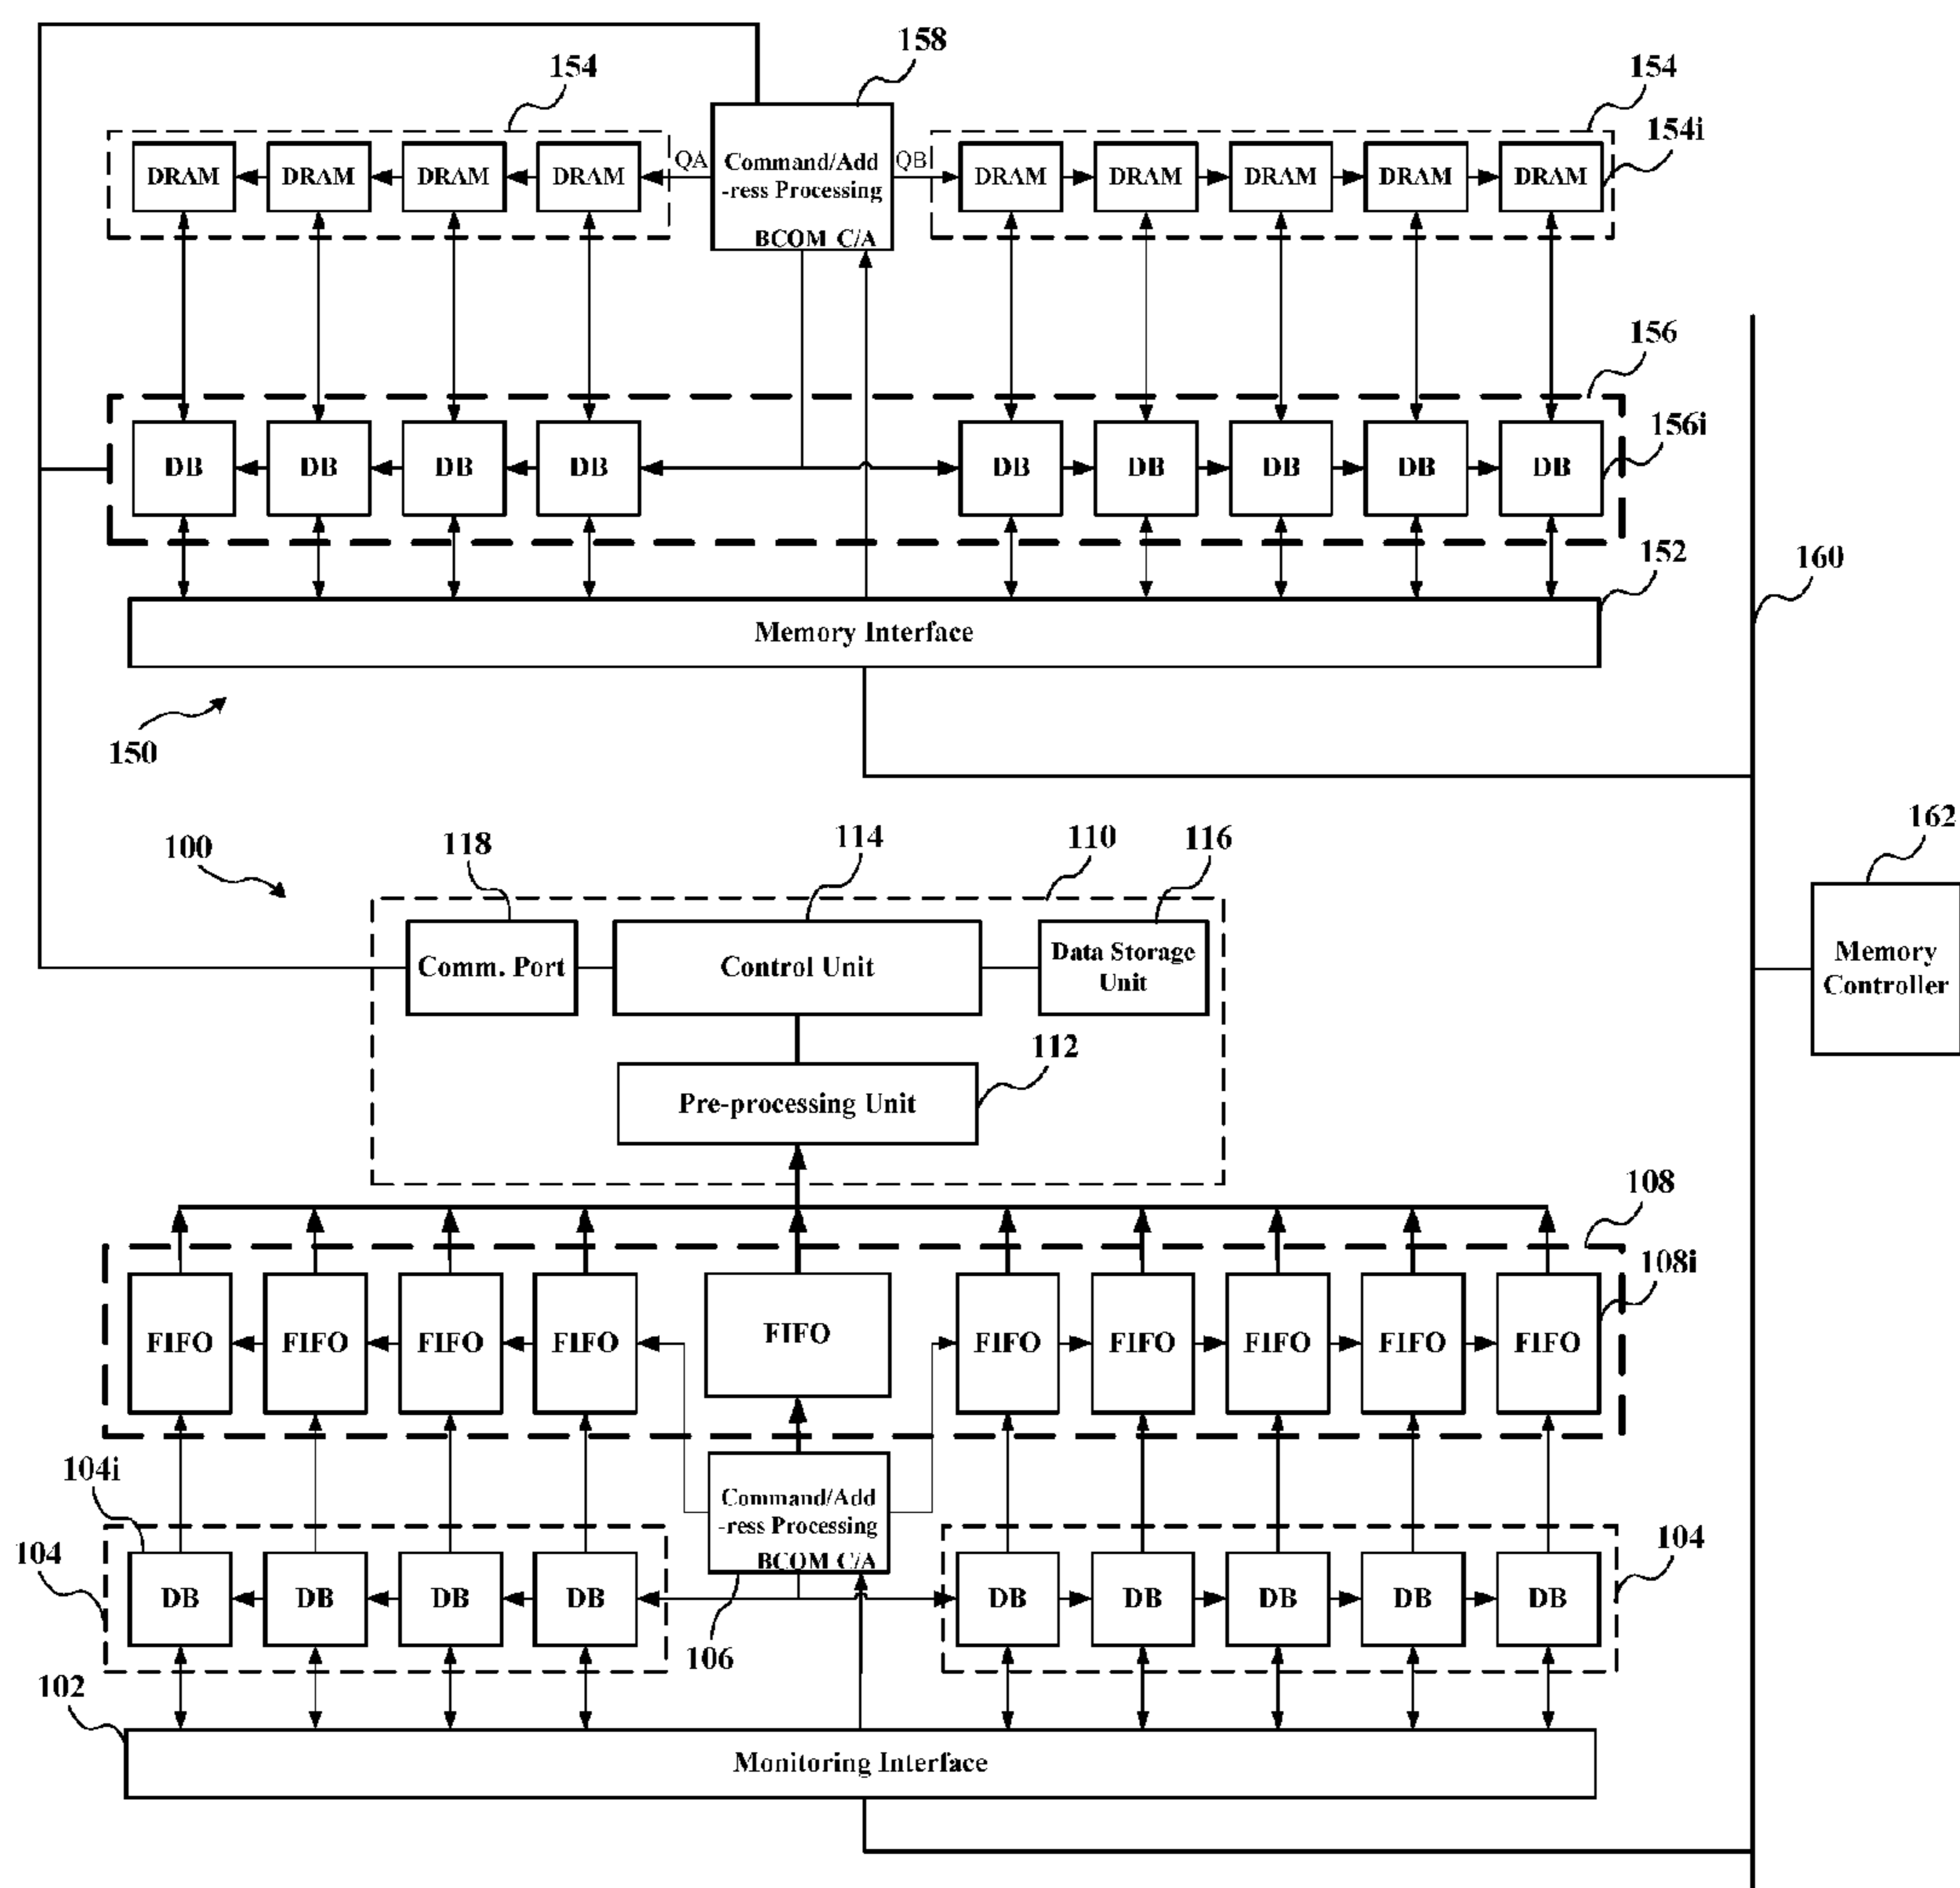 158
154
154
154i
DRAM DRAM DRAM DRAM
QA
Command/Add
-ress Processing
BCOM C/A
QB
DRAM DRAM DRAM DRAM DRAM
156
156i
DB DB DB DB DB DB DB DB DB
152
160
Memory Interface
150
162
100
118
114
110
116
Comm. Port
Control Unit
Data Storage
Unit
Memory
Controller
112
Pre-processing Unit
108
108i
FIFO FIFO FIFO FIFO FIFO FIFO FIFO FIFO FIFO FIFO
104i
Command/Add
-ress Processing
BCOM C/A
104
104
DB DB DB DB DB DB DB DB DB
106
102
Monitoring Interface